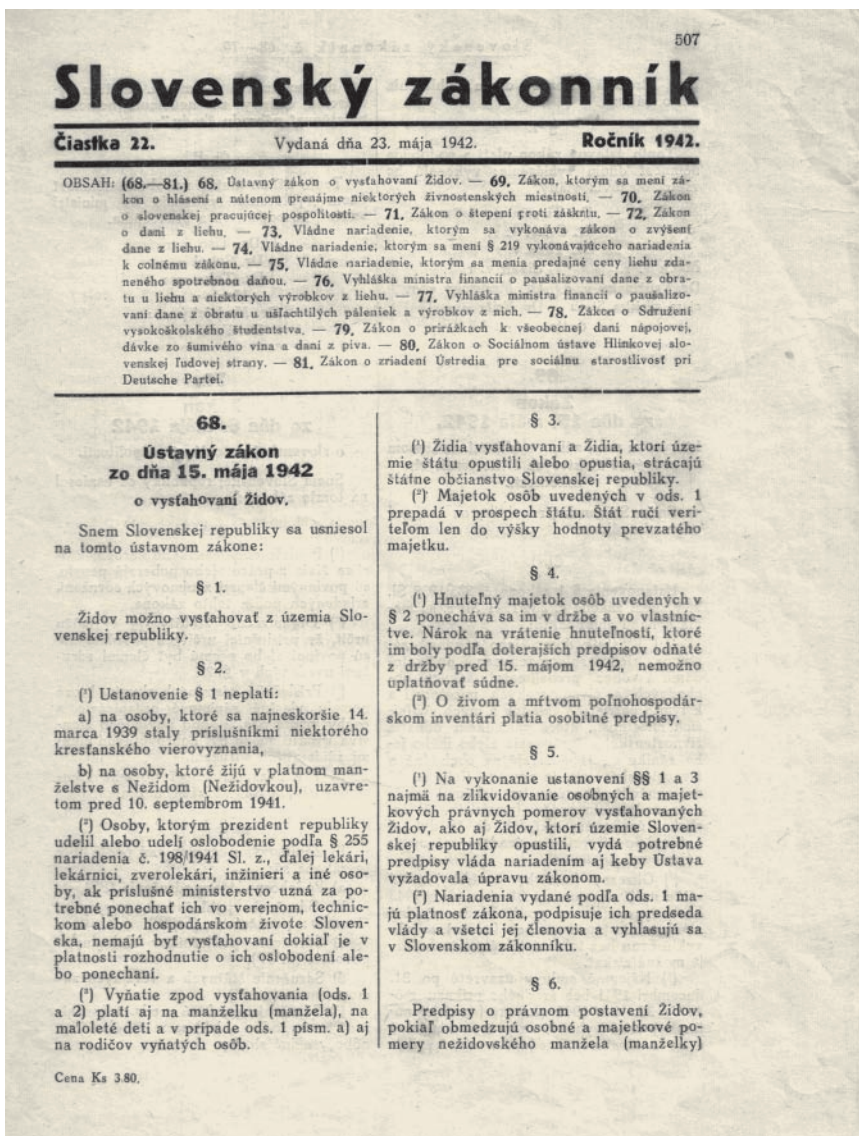 507
Slovenský zákonník
Čiastka 22. Vydaná dňa 23. mája 1942. Ročník 1942.
OBSAH: (68.—81.) 68. Ústavný zákon o vysťahovaní Židov. — 69. Zákon, ktorým sa mení zá-
kon o hlásení a nútenom prenájme niektorých živnostenských miestností. — 70. Zákon
o slovenskej pracujúcej pospolitosti. — 71. Zákon o štepení proti záškrtu. — 72. Zákon
o dani z liehu. — 73. Vládne nariadenie, ktorým sa vykonáva zákon o zvýšení
dane z liehu. — 74. Vládne nariadenie, ktorým sa mení § 219 vykonávajúceho nariadenia
k colnému zákonu. — 75. Vládne nariadenie, ktorým sa menia predajné ceny liehu zda-
neného spotrebnou daňou. — 76. Vyhláška ministra financií o paušalizovaní dane z obra-
tu u liehu a niektorých výrobkov z liehu. — 77. Vyhláška ministra financií o paušalizo-
vaní dane z obratu u ušľachtilých páleniek a výrobkov z nich. — 78. Zákon o Sdružení
vysokoškolského študentstva. — 79. Zákon o prirážkach k všeobecnej dani nápojovej,
dávke zo šumivého vína a dani z piva. — 80. Zákon o Sociálnom ústave Hlinkovej slo-
venskej ľudovej strany. — 81. Zákon o zriadení Ústredia pre sociálnu starostlivosť pri
Deutsche Partei.
68.
Ústavný zákon
zo dňa 15. mája 1942
o vysťahovaní Židov.
Snem Slovenskej republiky sa usniesol
na tomto ústavnom zákone:
§ 1.
Židov možno vysťahovať z územia Slo-
venskej republiky.
§ 2.
(¹) Ustanovenie § 1 neplatí:
a) na osoby, ktoré sa najneskoršie 14.
marca 1939 staly príslušníkmi niektorého
kresťanského vierovyznania,
b) na osoby, ktoré žijú v platnom man-
želstve s Nežidom (Nežidovkou), uzavre-
tom pred 10. septembrom 1941.
(²) Osoby, ktorým prezident republiky
udelil alebo udelí oslobodenie podľa § 255
nariadenia č. 198/1941 Sl. z., ďalej lekári,
lekárnici, zverolekári, inžinieri a iné oso-
by, ak príslušné ministerstvo uzná za po-
trebné ponechať ich vo verejnom, technic-
kom alebo hospodárskom živote Sloven-
ska, nemajú byť vysťahovaní dokiaľ je v
platnosti rozhodnutie o ich oslobodení ale-
bo ponechaní.
(³) Vyňatie zpod vysťahovania (ods. 1
a 2) platí aj na manželku (manžela), na
maloleté deti a v prípade ods. 1 písm. a) aj
na rodičov vyňatých osôb.
Cena Ks 3.80.
§ 3.
(¹) Židia vysťahovaní a Židia, ktorí úze-
mie štátu opustili alebo opustia, strácajú
štátne občianstvo Slovenskej republiky.
(²) Majetok osôb uvedených v ods. 1
prepadá v prospech štátu. Štát ručí veri-
teľom len do výšky hodnoty prevzatého
majetku.
§ 4.
(¹) Hnuteľný majetok osôb uvedených v
§ 2 ponecháva sa im v držbe a vo vlastníc-
tve. Nárok na vrátenie hnuteľností, ktoré
im boly podľa doterajších predpisov odňaté
z držby pred 15. májom 1942, nemožno
uplatňovať súdne.
(²) O živom a mŕtvom poľnohospodár-
skom inventári platia osobitné predpisy.
§ 5.
(¹) Na vykonanie ustanovení §§ 1 a 3
najmä na zlikvidovanie osobných a majet-
kových právnych pomerov vysťahovaných
Židov, ako aj Židov, ktorí územie Sloven-
skej republiky opustili, vydá potrebné
predpisy vláda nariadením aj keby Ústava
vyžadovala úpravu zákonom.
(²) Nariadenia vydané podľa ods. 1 ma-
jú platnosť zákona, podpisuje ich predseda
vlády a všetci jej členovia a vyhlasujú sa
v Slovenskom zákonníku.
§ 6.
Predpisy o právnom postavení Židov,
pokiaľ obmedzujú osobné a majetkové po-
mery nežidovského manžela (manželky)